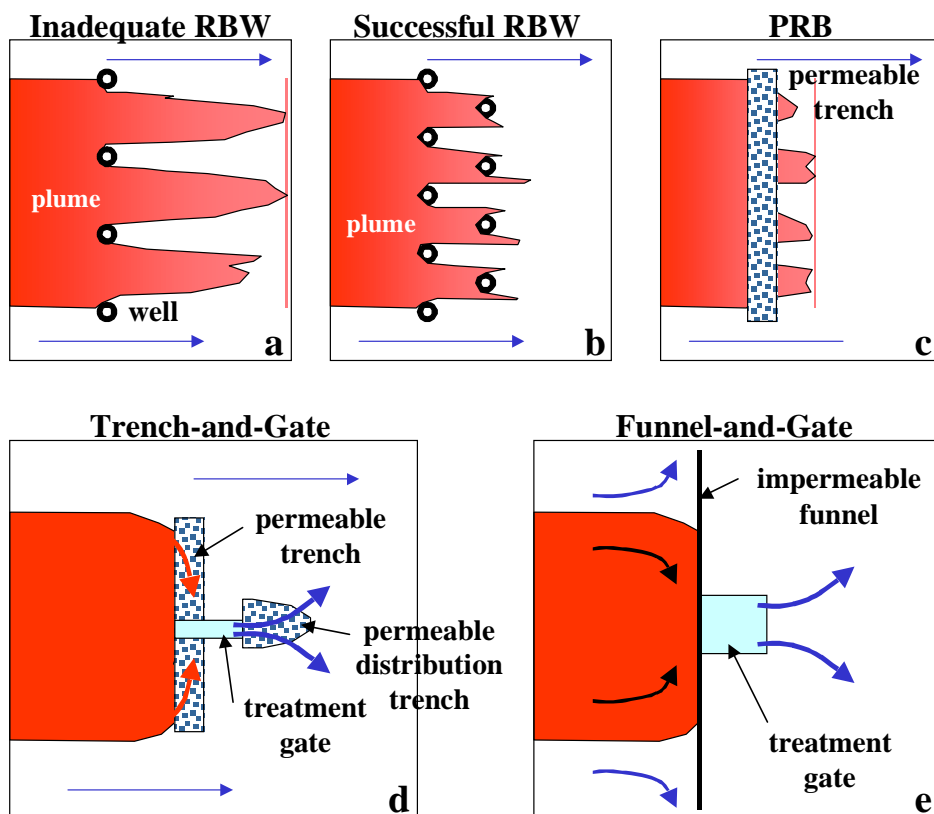 Inadequate RBW
plume
well
a
Successful RBW
plume
b
PRB
permeable
trench
c
Trench-and-Gate
permeable
trench
permeable
distribution
trench
treatment
gate
d
Funnel-and-Gate
impermeable
funnel
treatment
gate
e